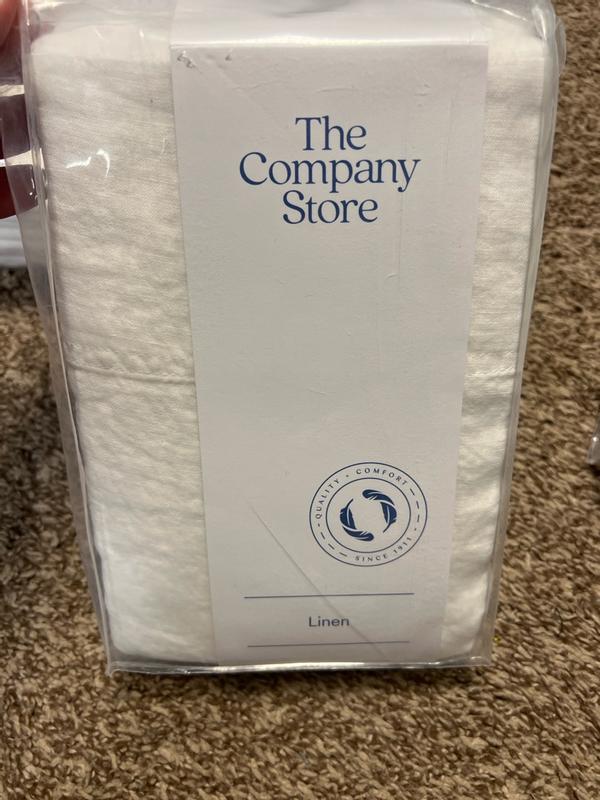 The
Company
Store
QUALITY • COMFORT
SINCE 1911
Linen